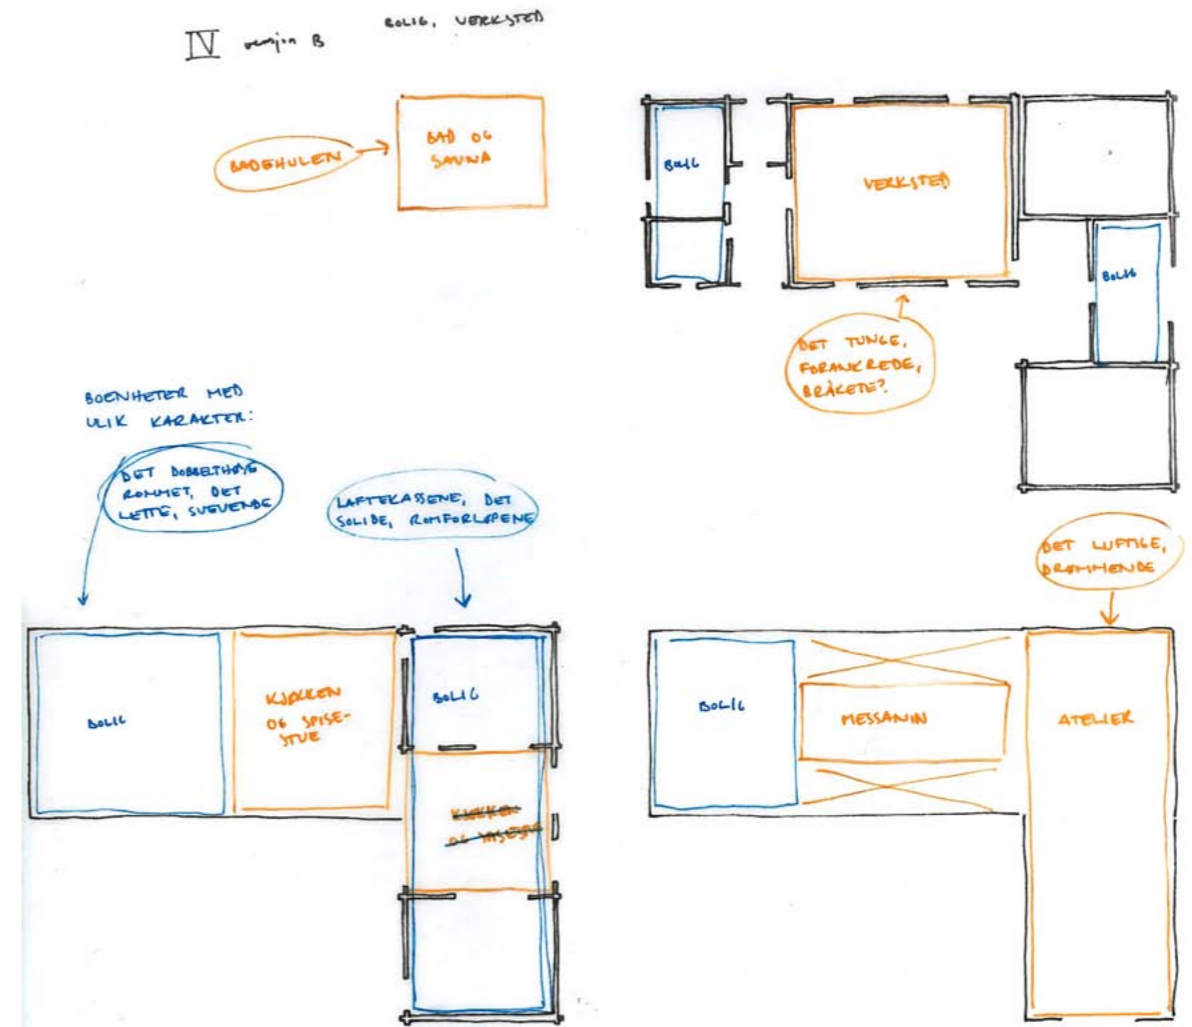 IV versjon B
BOLIG, VERKSTED
BADEHULEN
BAD OG
SAUNA
BOLIG
VERKSTED
BOLIG
DET TUNGE,
FORANKREDE,
BRÅKETE?
BOENHETER MED
ULIK KARAKTER:
DET DOBBELTHØYE
ROMMET, DET
LETTE, SVEVENDE
LAFTEKASSENE, DET
SOLIDE, ROMFORLØPENE
DET LUFTIGE,
DRØMMENDE
BOLIG
KJØKKEN
OG SPISE-
STUE
BOLIG
KJØKKEN
OG
BOLIG
MESSANIN
ATELIER